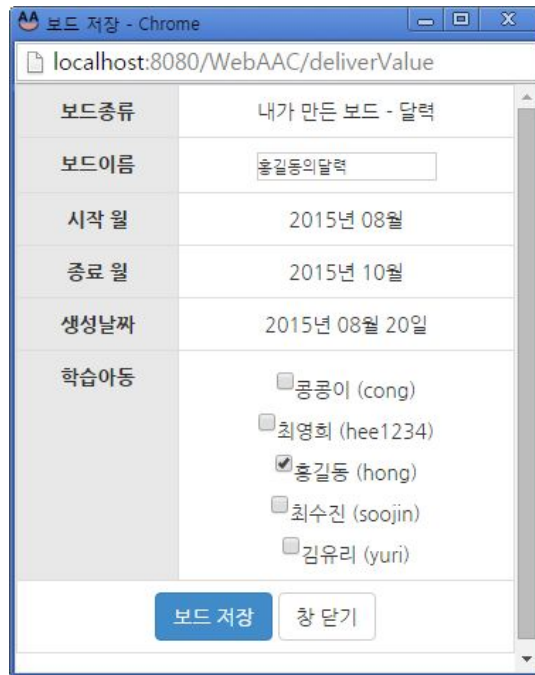 보드 저장 - Chrome
localhost:8080/WebAAC/deliverValue
보드종류 내가 만든 보드 - 달력
보드이름 홍길동의달력
시작 월 2015년 08월
종료 월 2015년 10월
생성날짜 2015년 08월 20일
학습아동 콩콩이 (cong)
최영희 (hee1234)
홍길동 (hong)
최수진 (soojin)
김유리 (yuri)
보드 저장 창 닫기